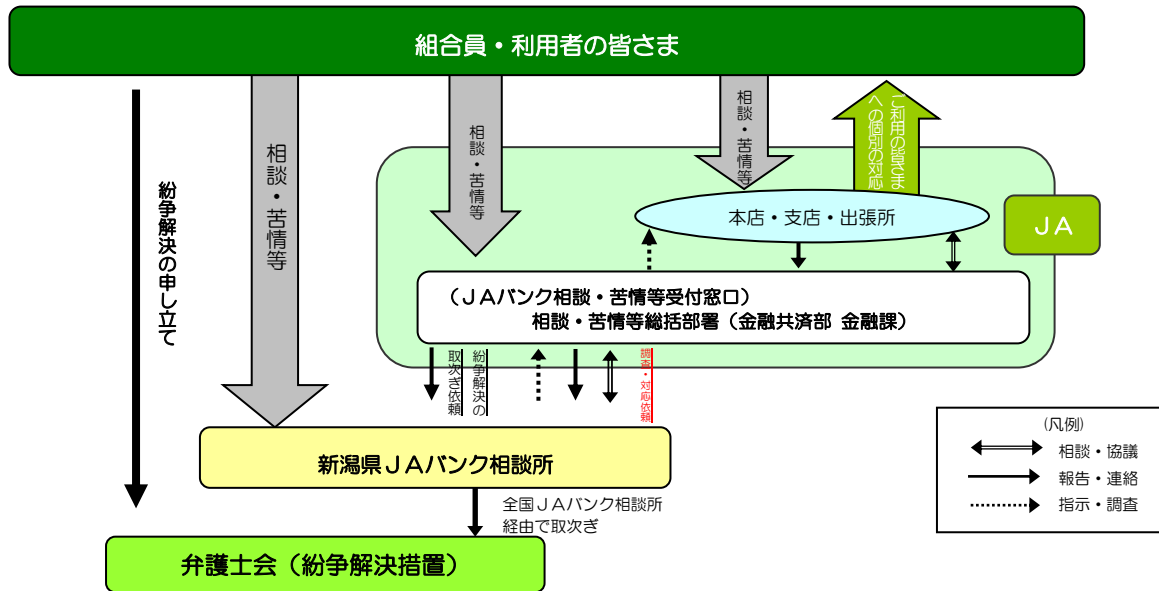 組合員・利用者の皆さま
紛争解決の申し立て
相談・苦情等
相談・苦情等
相談・苦情等
ご利用の皆さま
への個別の対応
本店・支店・出張所
ＪＡ
（ＪＡバンク相談・苦情等受付窓口）
相談・苦情等総括部署（金融共済部 金融課）
紛争解決の
取次ぎ依頼
調査・対応依頼
新潟県ＪＡバンク相談所
全国ＪＡバンク相談所
経由で取次ぎ
弁護士会（紛争解決措置）
(凡例)
相談・協議
報告・連絡
指示・調査